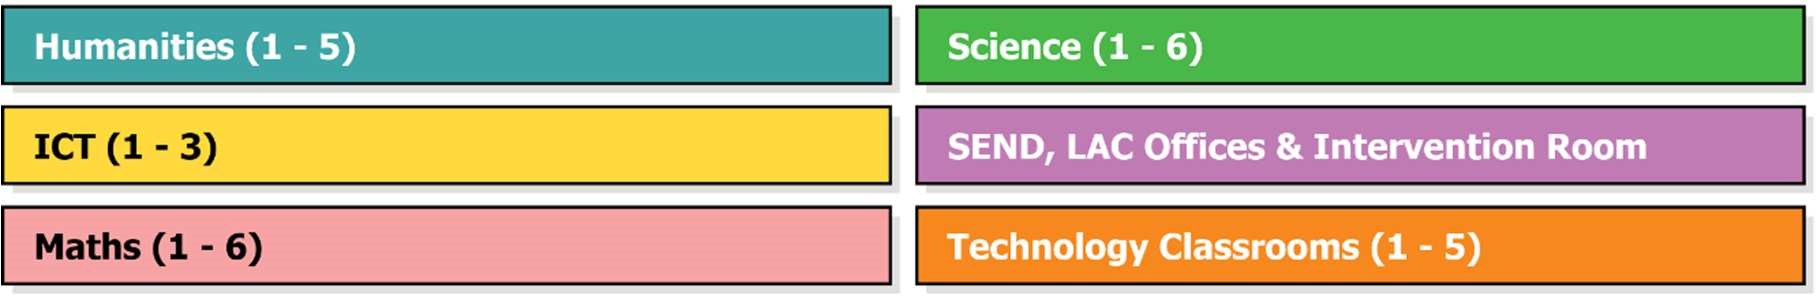 Humanities (1 - 5)
Science (1 - 6)
ICT (1 - 3)
SEND, LAC Offices & Intervention Room
Maths (1 - 6)
Technology Classrooms (1 - 5)